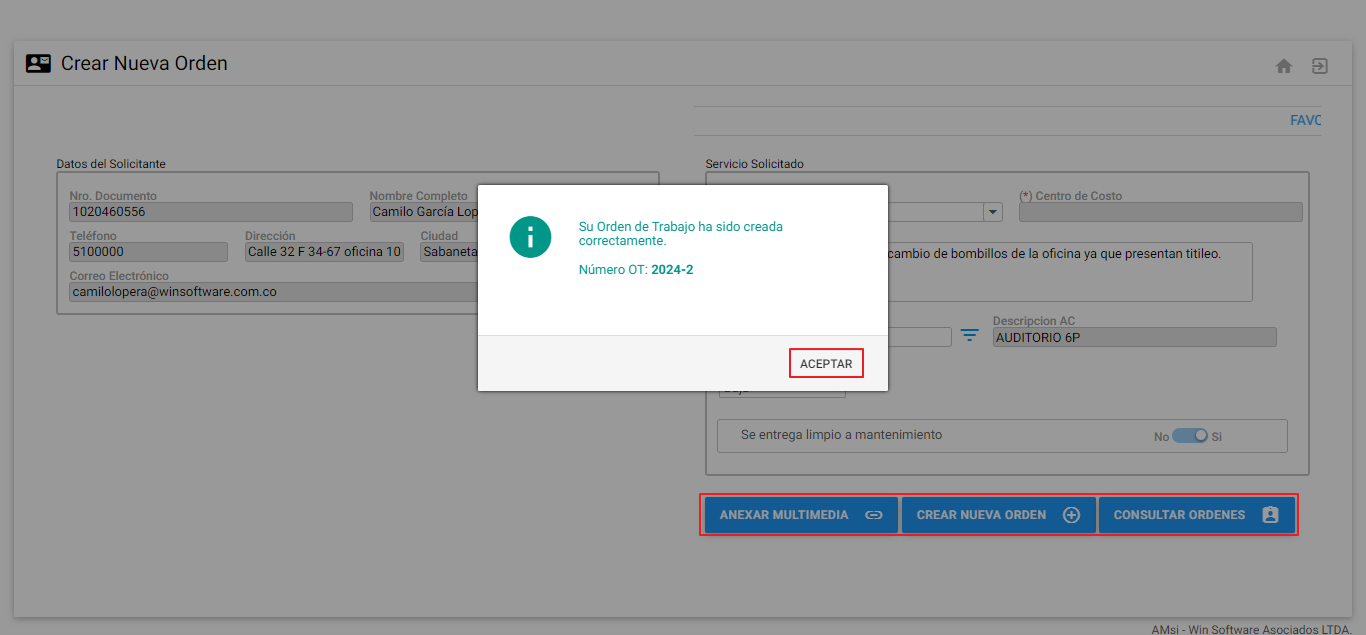 Crear Nueva Orden
FAVC
Datos del Solicitante
Nro. Documento
Nombre Completo
1020460556
Camilo García Lop
Teléfono
Dirección
Ciudad
5100000
Calle 32 F 34-67 oficina 10
Sabaneta
Correo Electrónico
camilolopera@winsoftware.com.co
Servicio Solicitado
(*) Centro de Costo
cambio de bombillos de la oficina ya que presentan titileo.
Descripcion AC
AUDITORIO 6P
Se entrega limpio a mantenimiento
No
Si
Su Orden de Trabajo ha sido creada
correctamente.
Número OT: 2024-2
ACEPTAR
ANEXAR MULTIMEDIA
CREAR NUEVA ORDEN
CONSULTAR ORDENES
AMsi - Win Software Asociados LTDA.